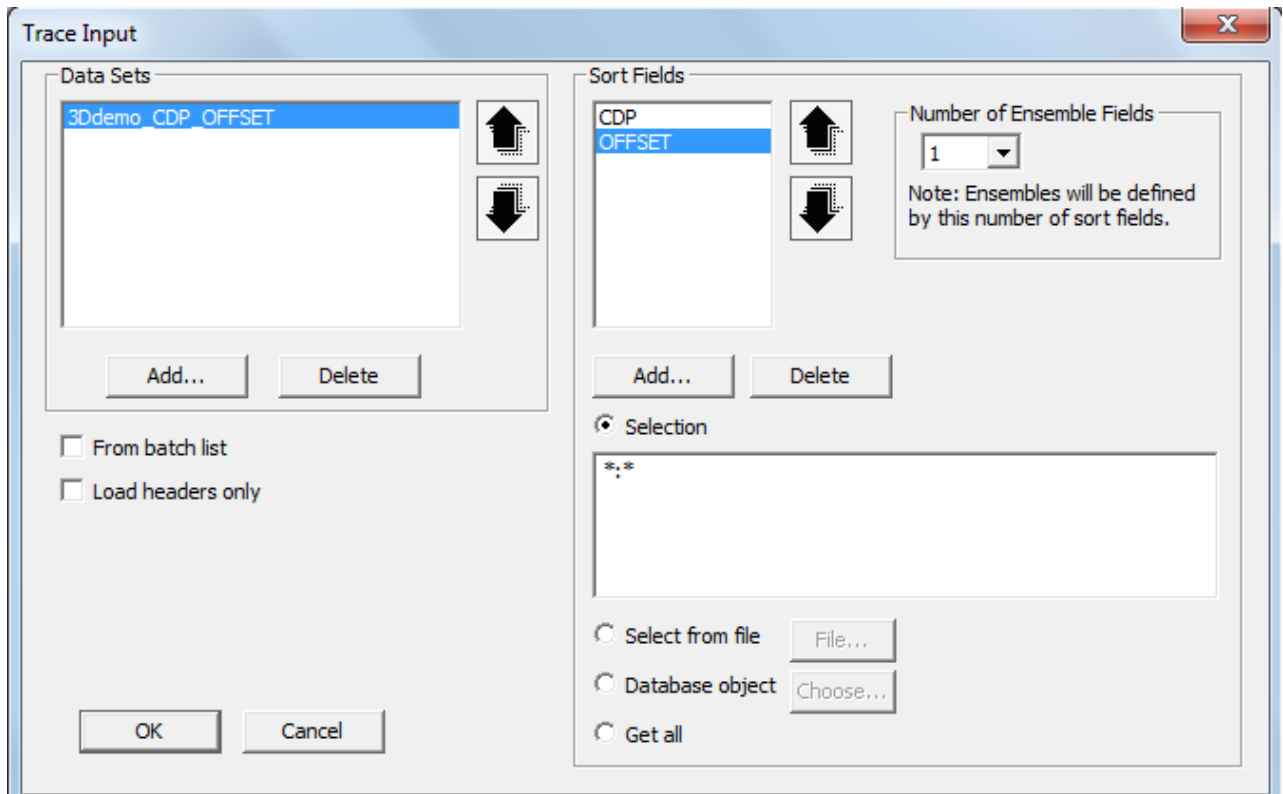 Trace Input
X
Data Sets
3Ddemo_CDP_OFFSET
Add...
Delete
From batch list
Load headers only
OK
Cancel
Sort Fields
CDP
OFFSET
Number of Ensemble Fields
1
Note: Ensembles will be defined
by this number of sort fields.
Add...
Delete
Selection
*:*
Select from file
File...
Database object
Choose...
Get all